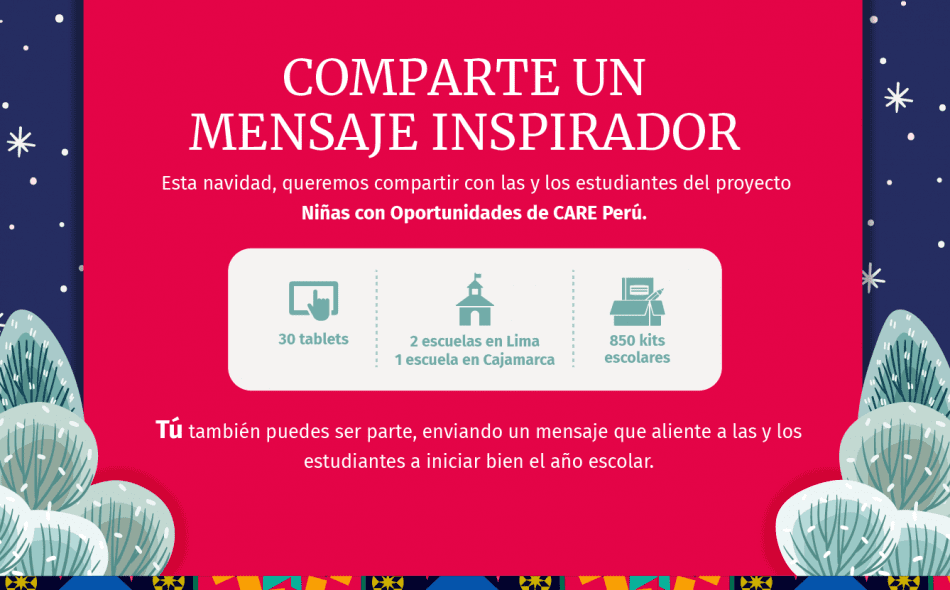 COMPARTE UN
MENSAJE INSPIRADOR
Esta navidad, queremos compartir con las y los estudiantes del proyecto
Niñas con Oportunidades de CARE Perú.
30 tablets
2 escuelas en Lima
1 escuela en Cajamarca
850 kits
escolares
Tú también puedes ser parte, enviando un mensaje que aliente a las y los
estudiantes a iniciar bien el año escolar.